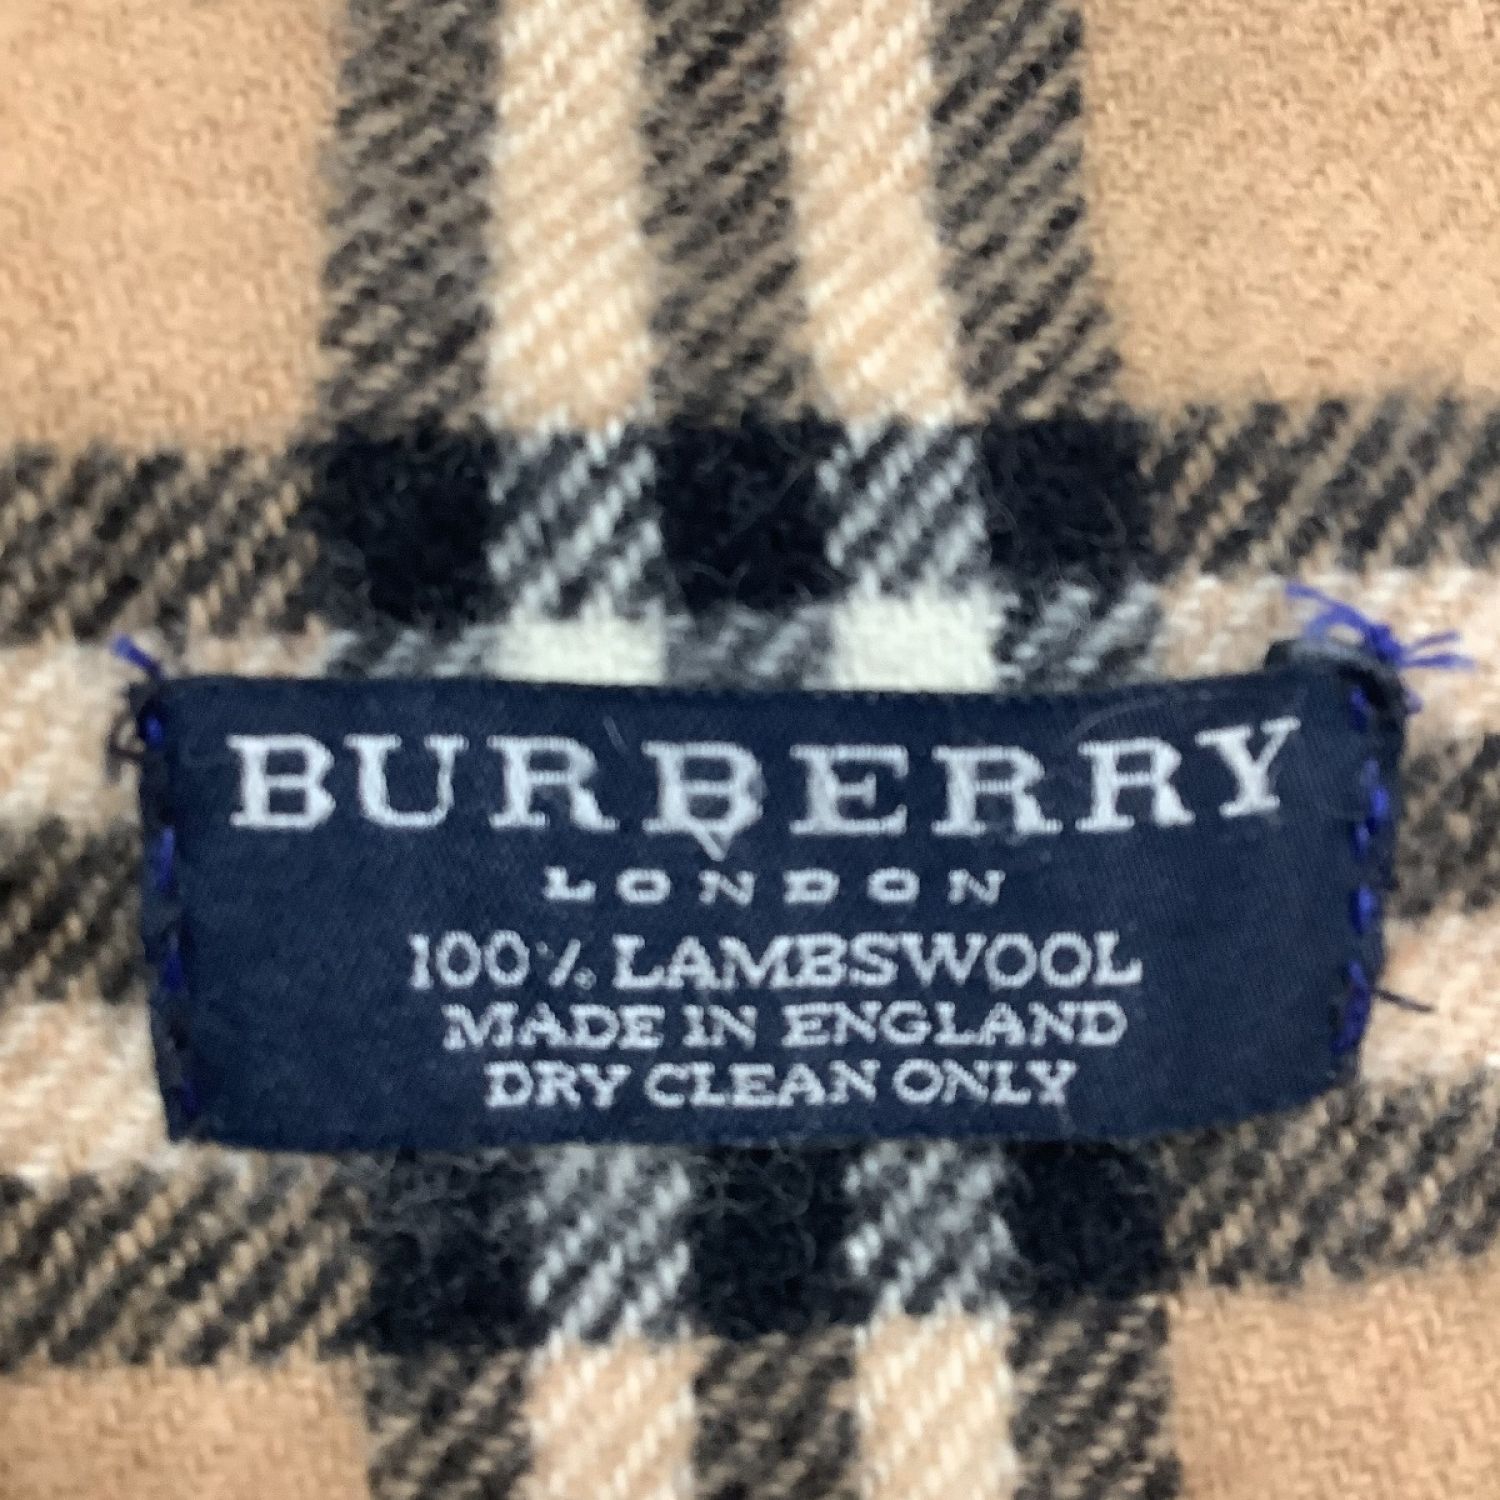 BURBERRY
LONDON
100% LAMBSWOOL
MADE IN ENGLAND
DRY CLEAN ONLY